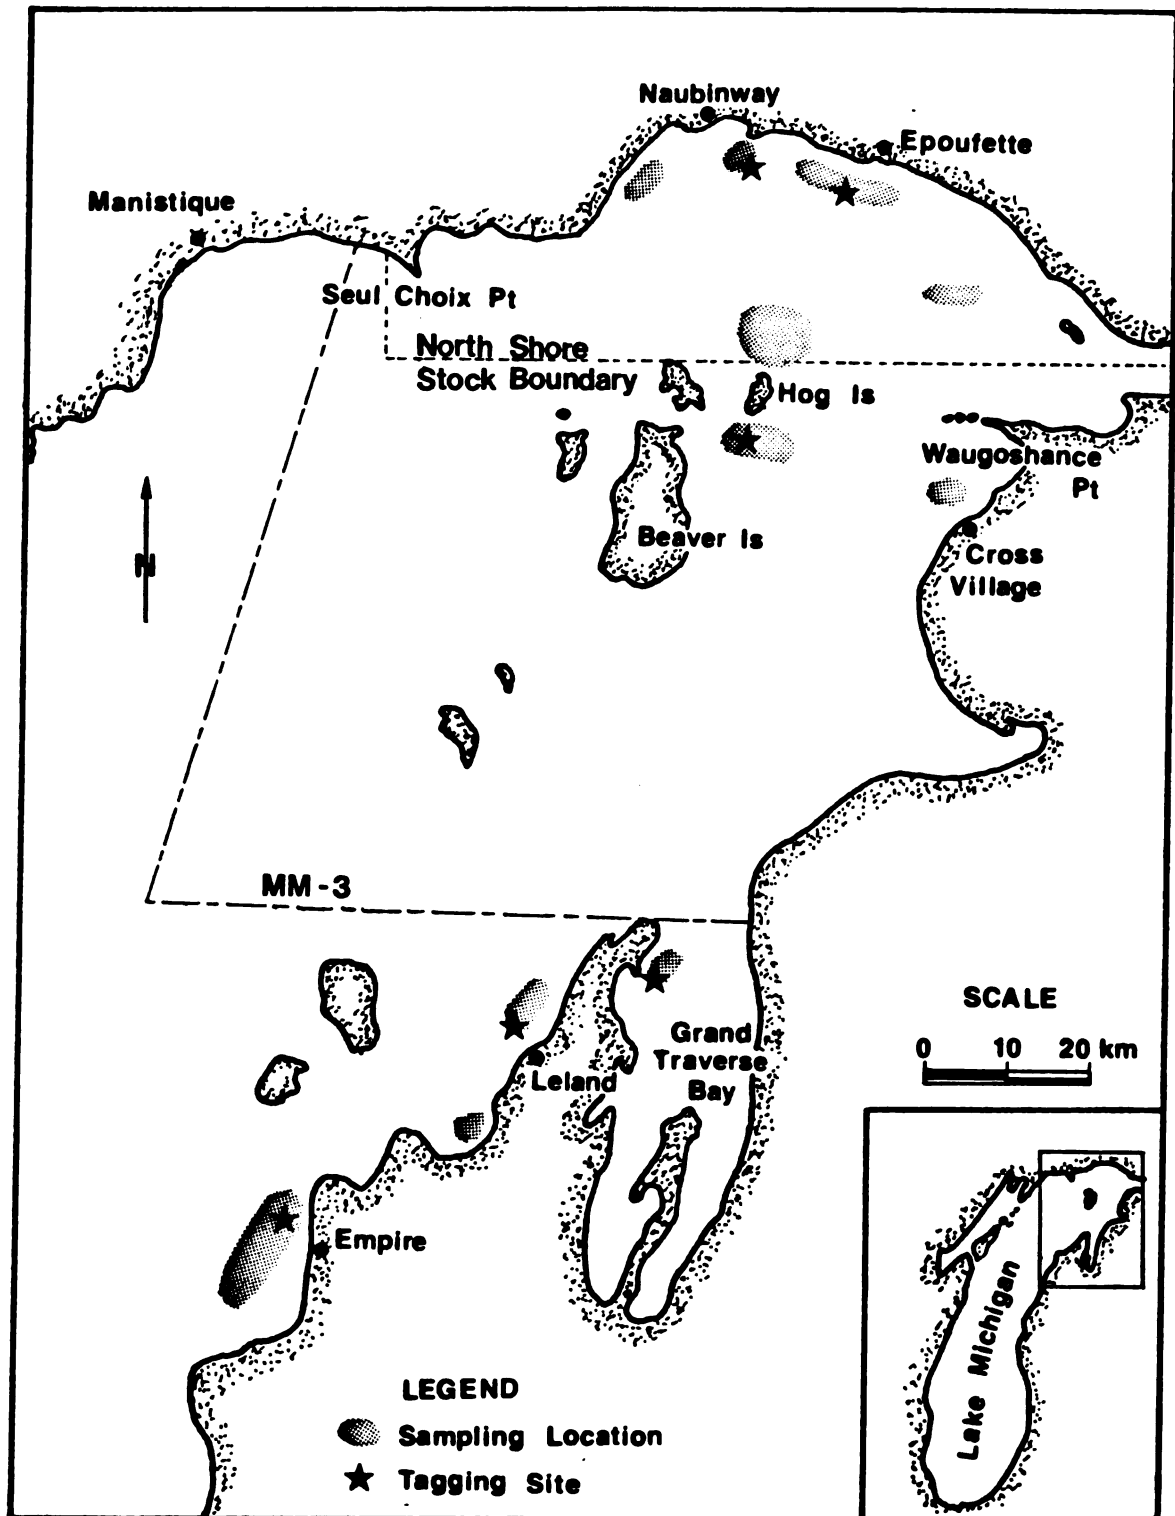 Naubinway
Epoufette
Manistique
Seul Choix Pt
North Shore
Stock Boundary
Hog Is
Waugoshance
Pt
Beaver Is
N
Cross
Village
MM-3
SCALE
0 10 20 km
Grand
Traverse
Bay
Leland
Empire
Lake Michigan
LEGEND
Sampling Location
Tagging Site